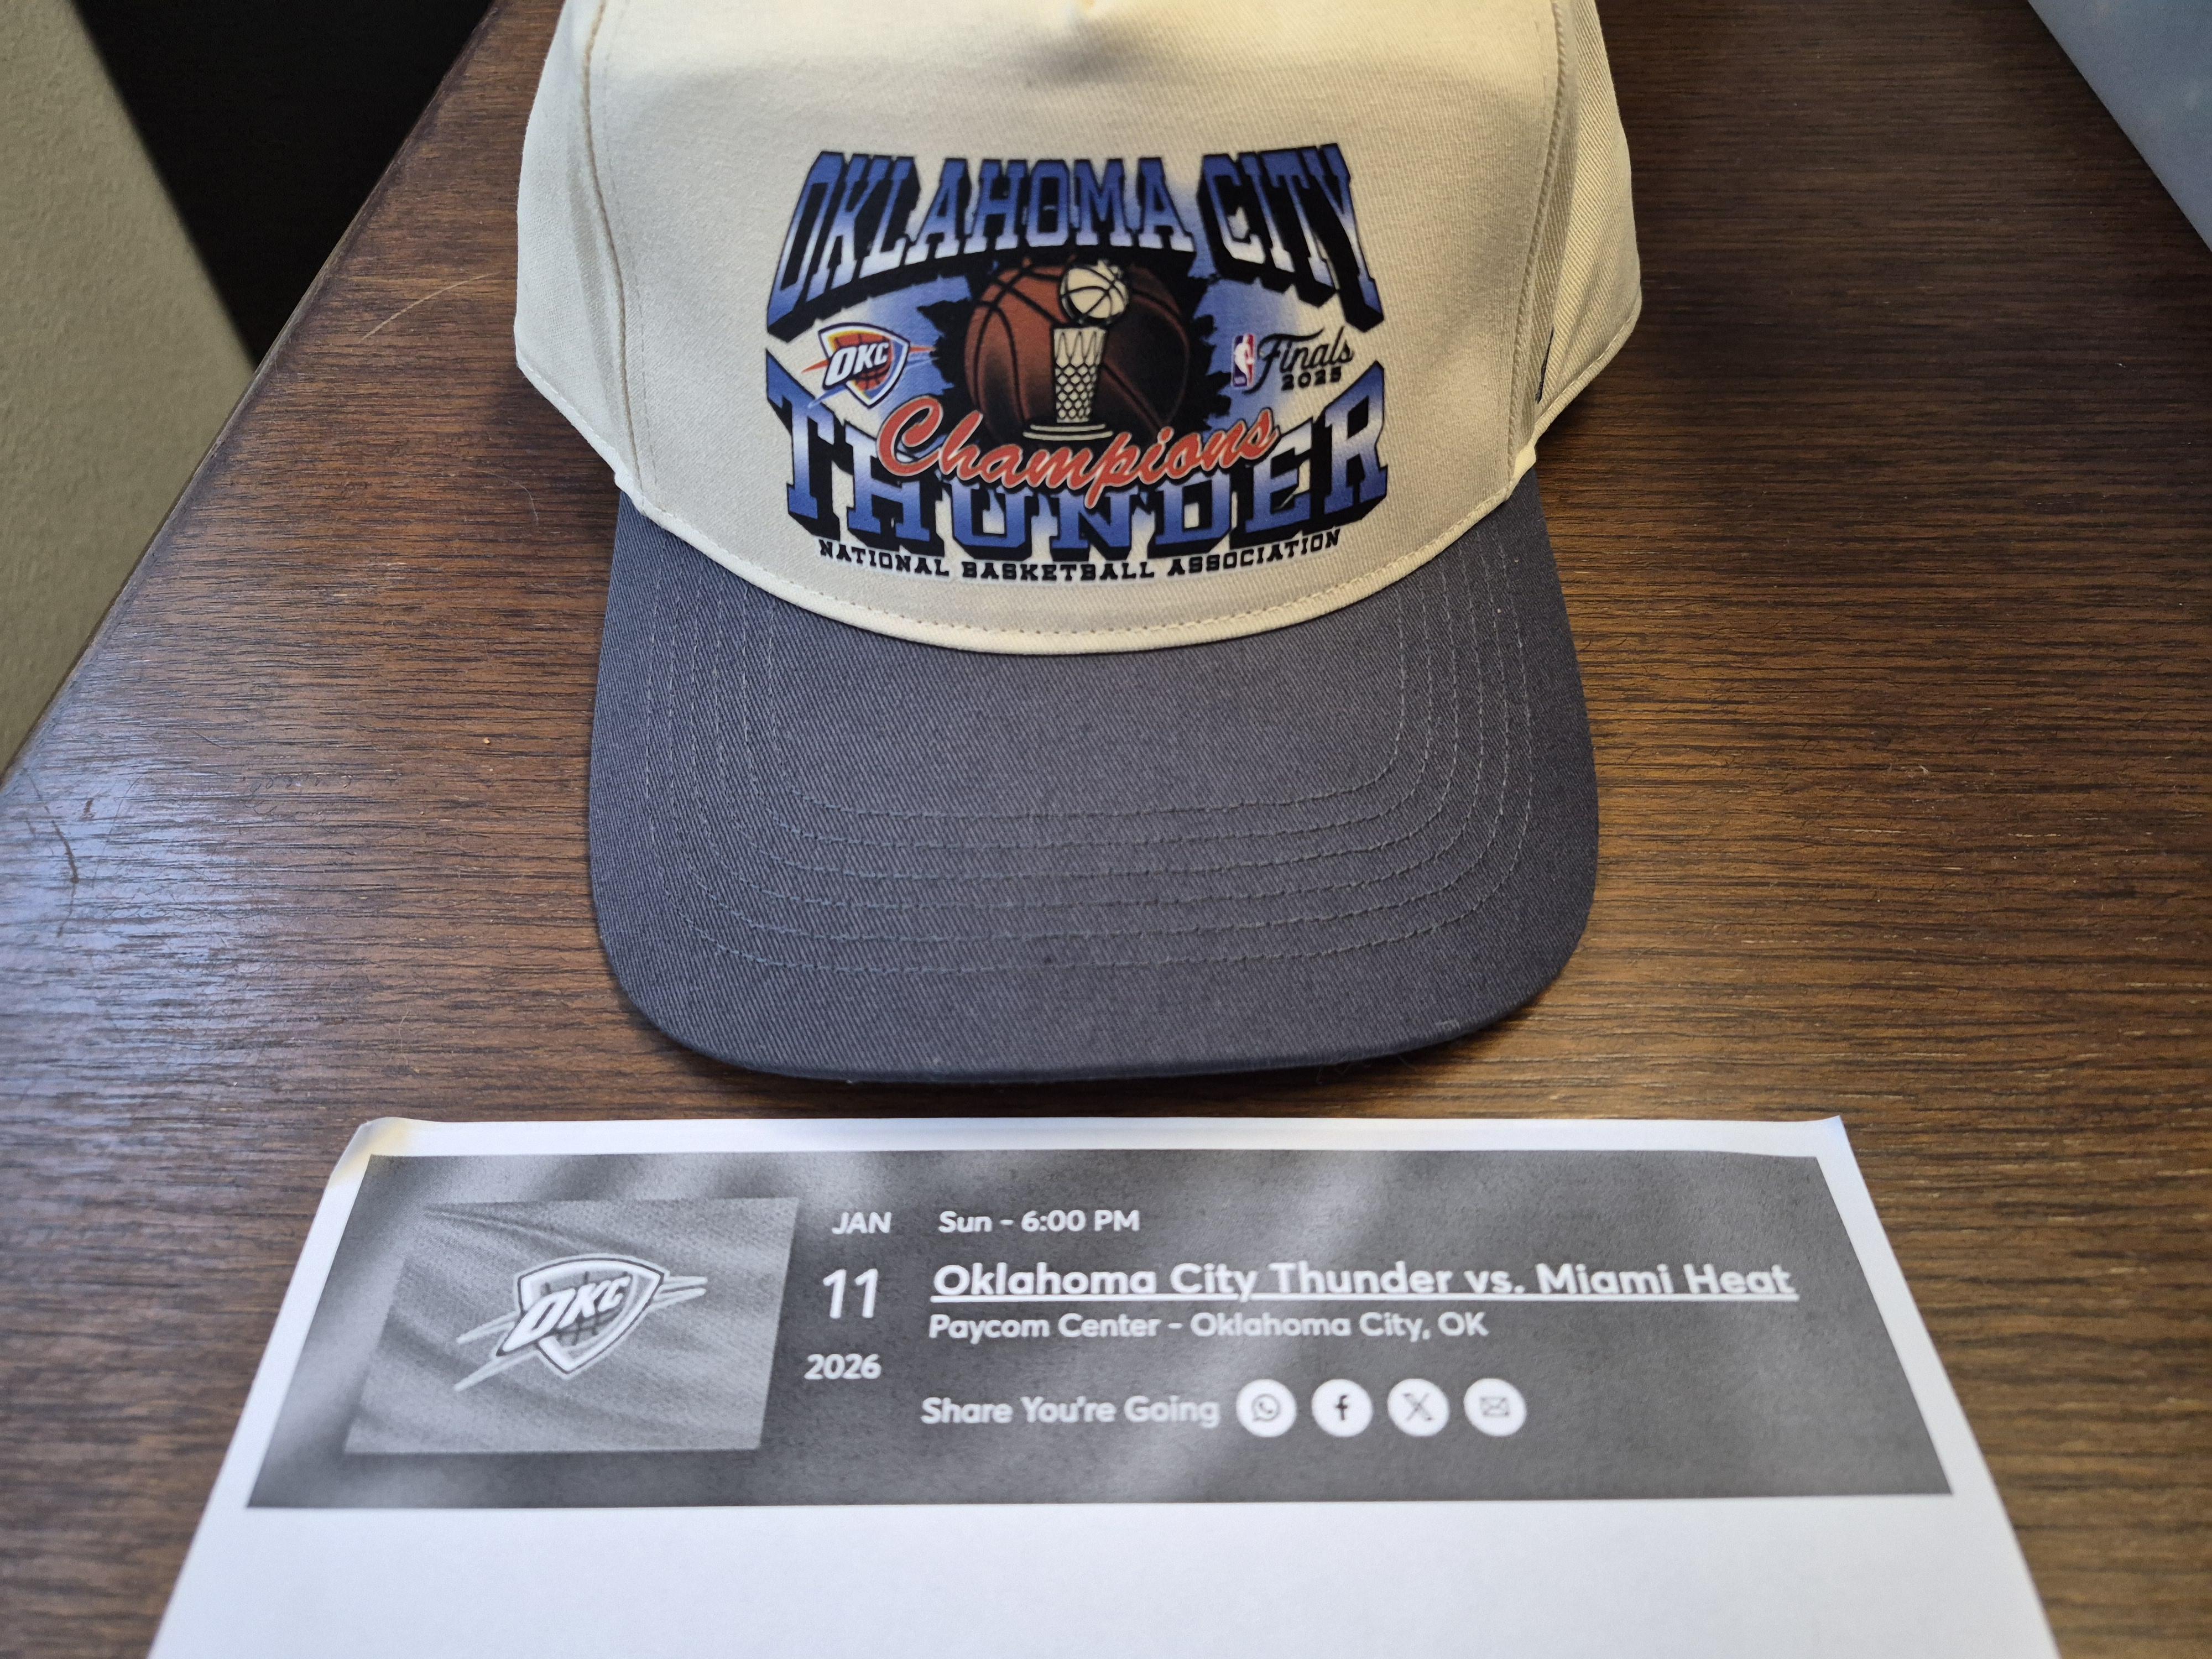 OKLAHOMA CITY
OKC
Finals
2025
Champions
THUNDER
NATIONAL BASKETBALL ASSOCIATION
OKC
JAN
11
2026
Sun - 6:00 PM
Oklahoma City Thunder vs. Miami Heat
Paycom Center - Oklahoma City, OK
Share You're Going